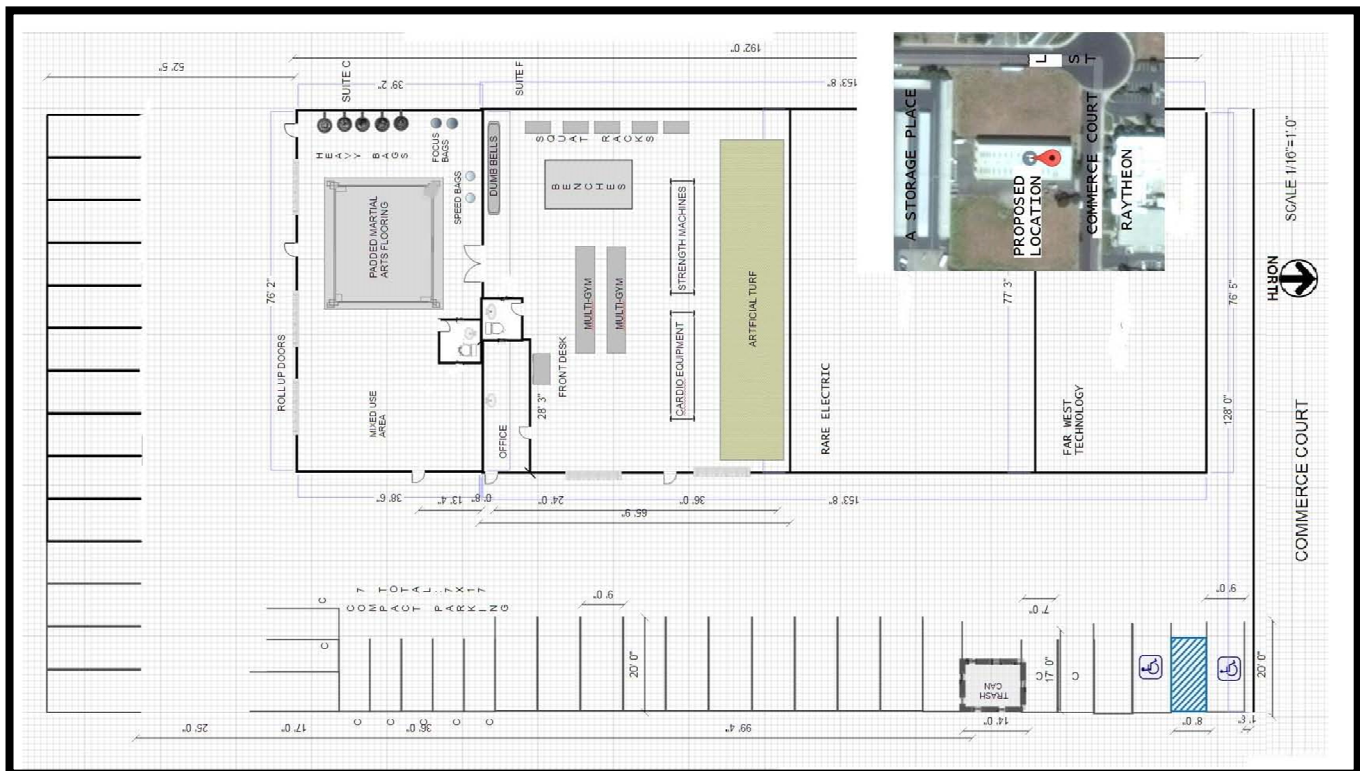 192' 0"
52' 5"
SUITE C
SUITE F
39' 2"
153' 8"
HEAVY BAGS
FOCUS BAGS
SPEED BAGS
DUMB BELLS
SQUAT RACKS
BENCHES
PADDED MARTIAL
ARTS FLOORING
STRENGTH MACHINES
MULTI-GYM
MULTI-GYM
CARDIO EQUIPMENT
ARTIFICIAL TURF
76' 2"
ROLL UP DOORS
MIXED USE
AREA
OFFICE
FRONT DESK
28' 3"
RARE ELECTRIC
FAR WEST
TECHNOLOGY
77' 3"
76' 5"
128' 0"
A STORAGE PLACE
PROPOSED
LOCATION
COMMERCE COURT
RAYTHEON
L
S
T
SCALE 1/16"=1'.0"
NORTH
COMMERCE COURT
38' 6"
13' 4"
0' 8"
24' 0"
36' 0"
153' 8"
65' 9"
7 TOTAL: 7X17
COMPACT PARKING
C
C
9' 0"
20' 0"
7' 0"
17' 0"
C
C
9' 0"
20' 0"
TRASH
CAN
C
C
C
C
C
25' 0"
17' 0"
36' 0"
99' 4"
14' 0"
8' 0"